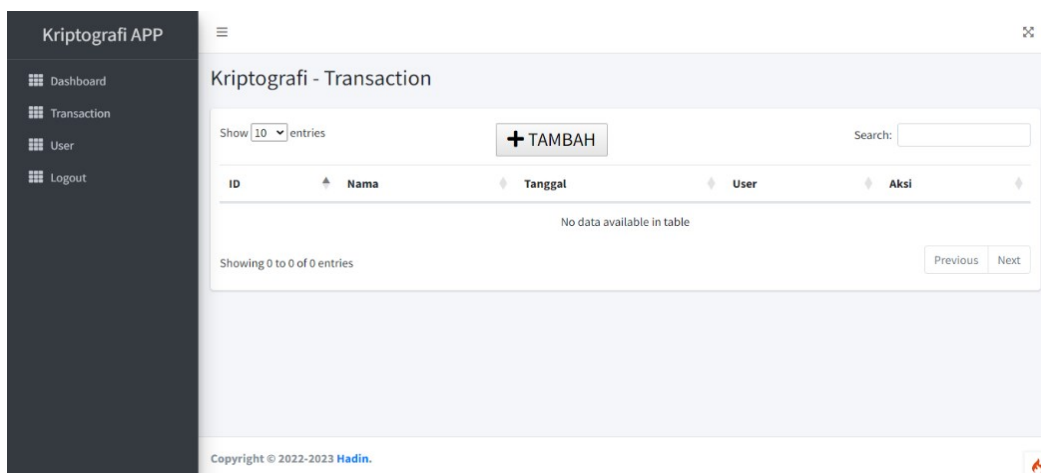 Kriptografi APP
Dashboard
Transaction
User
Logout
Kriptografi - Transaction
Show 10 entries
TAMBAH
Search:
ID Nama Tanggal User Aksi
No data available in table
Showing 0 to 0 of 0 entries
Previous Next
Copyright © 2022-2023 Hadin.